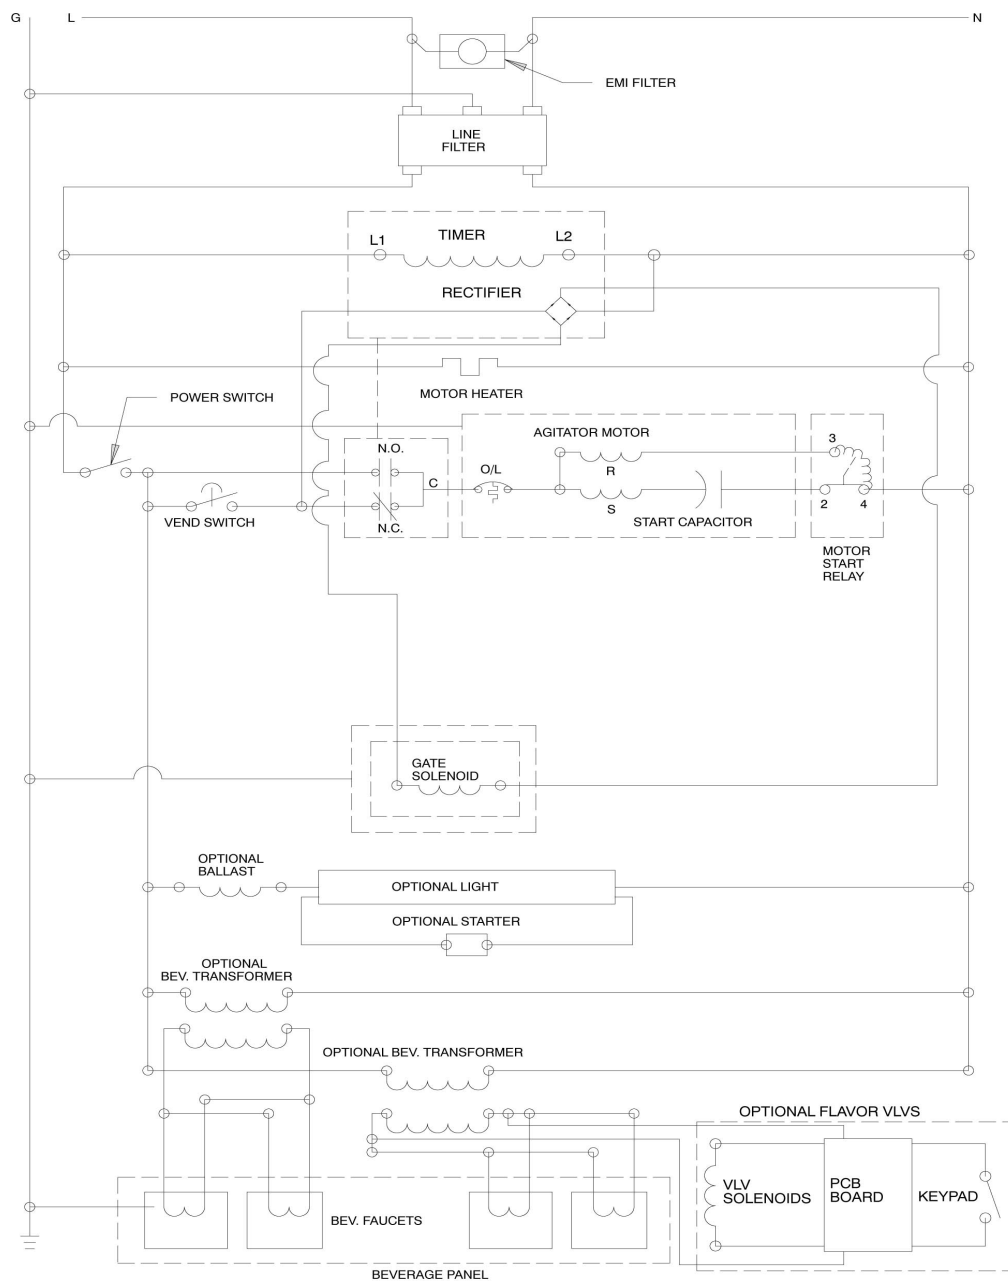 G
L
N
EMI FILTER
LINE
FILTER
TIMER
L1
L2
RECTIFIER
MOTOR HEATER
POWER SWITCH
AGITATOR MOTOR
N.O.
3
O/L
R
C
S
2
4
VEND SWITCH
START CAPACITOR
N.C.
MOTOR
START
RELAY
GATE
SOLENOID
OPTIONAL
BALLAST
OPTIONAL LIGHT
OPTIONAL STARTER
OPTIONAL
BEV. TRANSFORMER
OPTIONAL BEV. TRANSFORMER
OPTIONAL FLAVOR VLVS
VLV
SOLENOIDS
PCB
BOARD
KEYPAD
BEV. FAUCETS
BEVERAGE PANEL